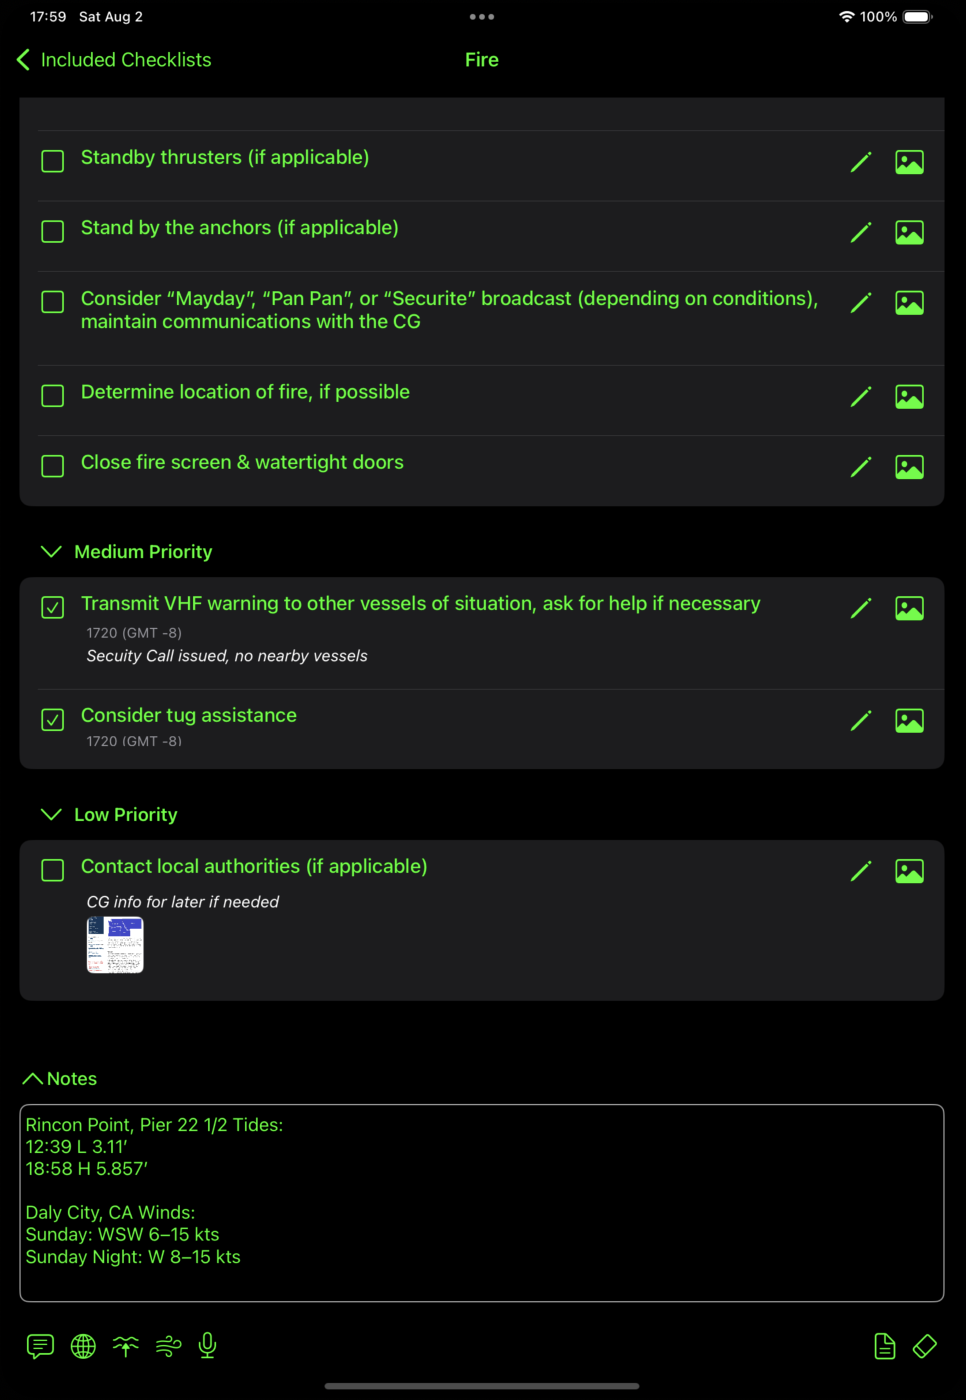 17:59 Sat Aug 2
100%
Included Checklists
Fire
Standby thrusters (if applicable)
Stand by the anchors (if applicable)
Consider “Mayday”, “Pan Pan”, or “Securite” broadcast (depending on conditions),
maintain communications with the CG
Determine location of fire, if possible
Close fire screen & watertight doors
Medium Priority
Transmit VHF warning to other vessels of situation, ask for help if necessary
1720 (GMT -8)
Secuity Call issued, no nearby vessels
Consider tug assistance
1720 (GMT -8)
Low Priority
Contact local authorities (if applicable)
CG info for later if needed
Notes
Rincon Point, Pier 22 1/2 Tides:
12:39 L 3.11’
18:58 H 5.857’
Daly City, CA Winds:
Sunday: WSW 6–15 kts
Sunday Night: W 8–15 kts